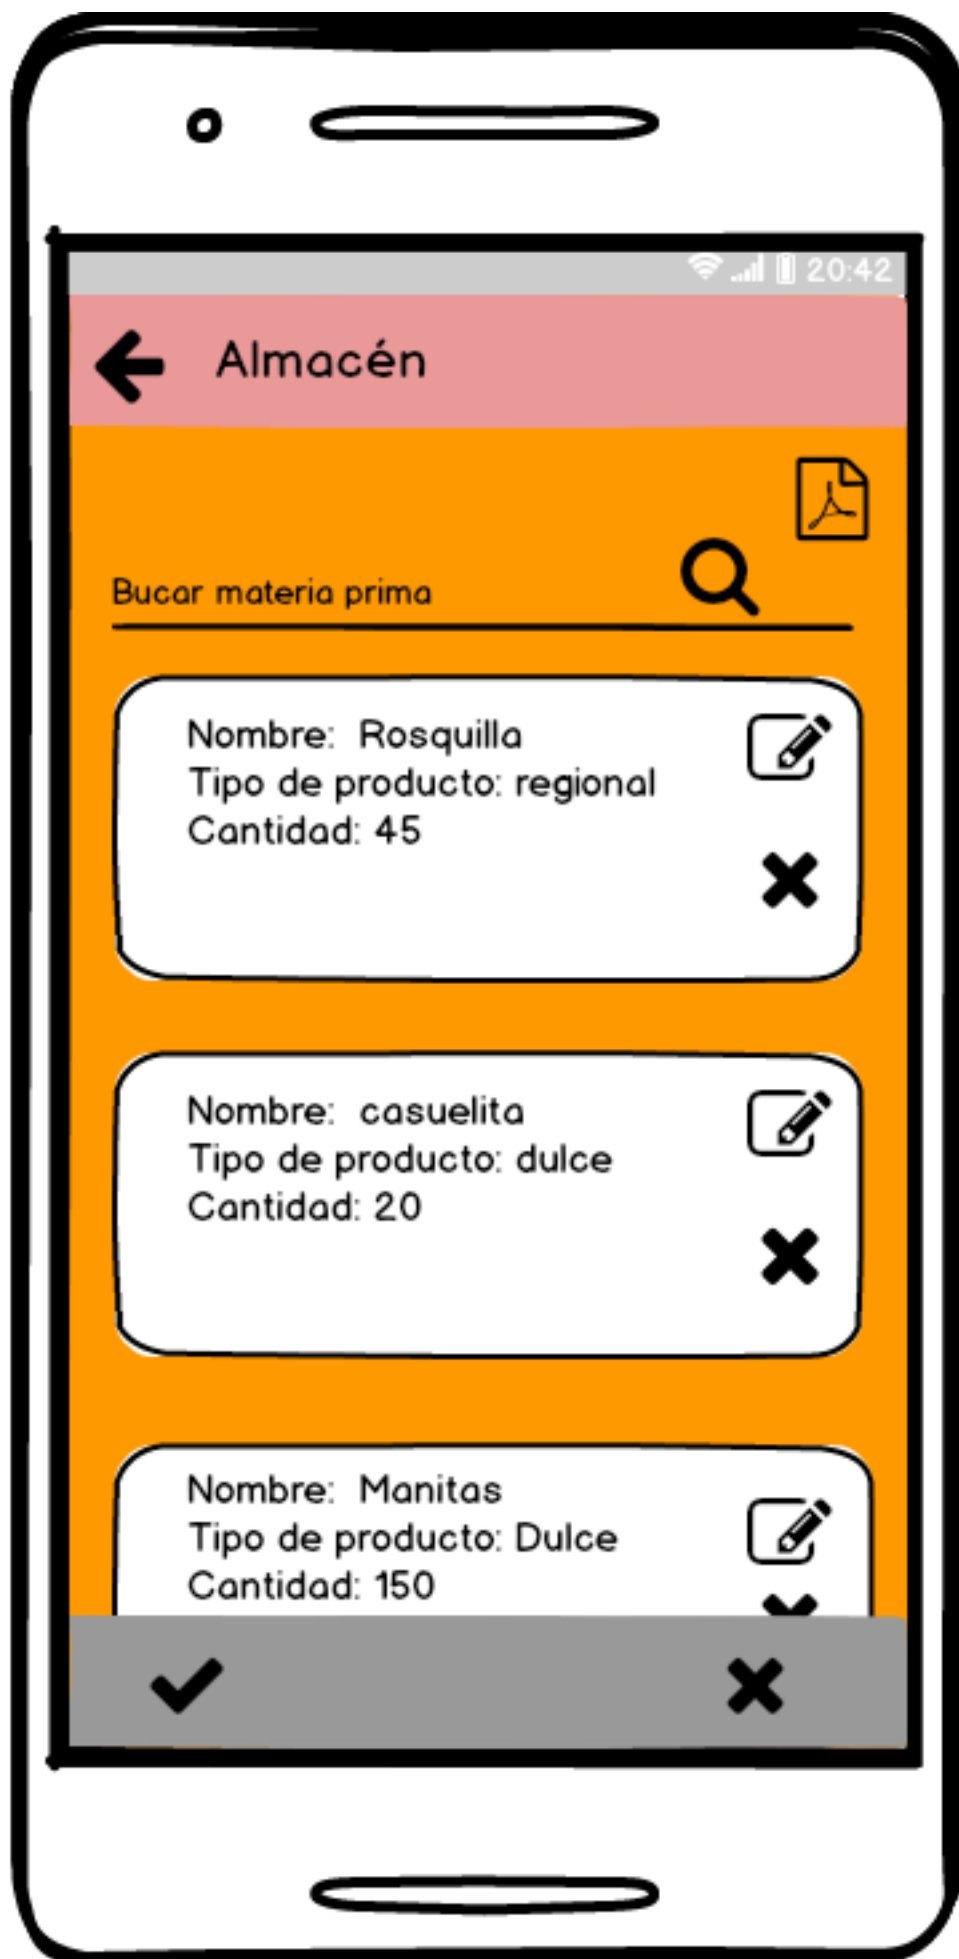 20:42
Almacén
Bucar materia prima
Nombre: Rosquilla
Tipo de producto: regional
Cantidad: 45
Nombre: casuelita
Tipo de producto: dulce
Cantidad: 20
Nombre: Manitas
Tipo de producto: Dulce
Cantidad: 150